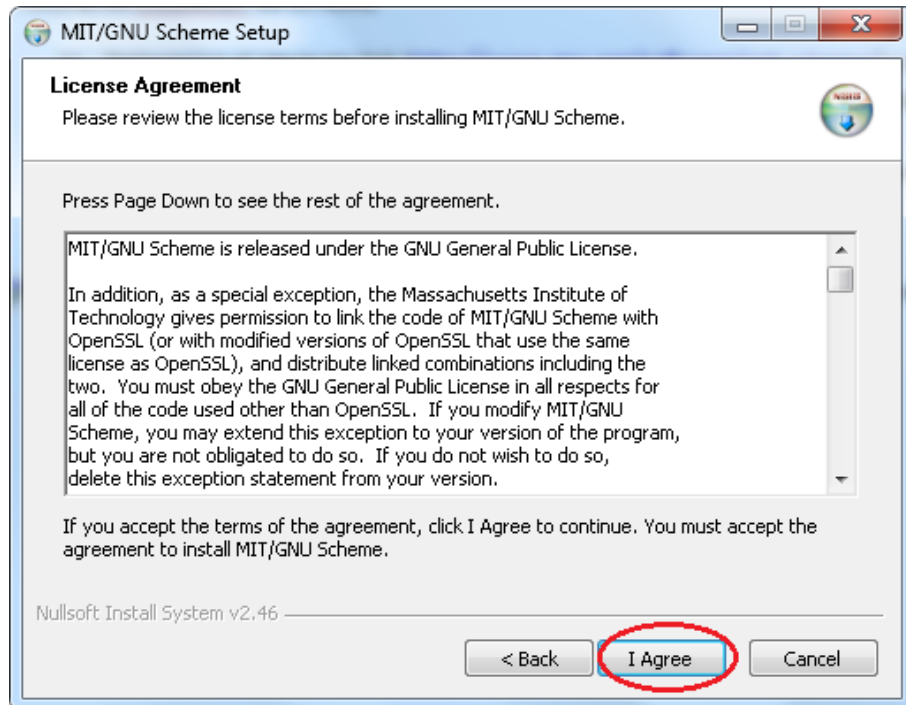 MIT/GNU Scheme Setup
License Agreement
Please review the license terms before installing MIT/GNU Scheme.
Press Page Down to see the rest of the agreement.
MIT/GNU Scheme is released under the GNU General Public License.
In addition, as a special exception, the Massachusetts Institute of
Technology gives permission to link the code of MIT/GNU Scheme with
OpenSSL (or with modified versions of OpenSSL that use the same
license as OpenSSL), and distribute linked combinations including the
two.  You must obey the GNU General Public License in all respects for
all of the code used other than OpenSSL.  If you modify MIT/GNU
Scheme, you may extend this exception to your version of the program,
but you are not obligated to do so.  If you do not wish to do so,
delete this exception statement from your version.
If you accept the terms of the agreement, click I Agree to continue. You must accept the
agreement to install MIT/GNU Scheme.
Nullsoft Install System v2.46
< Back
I Agree
Cancel